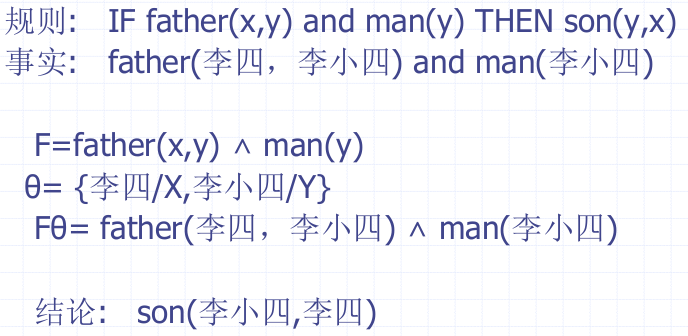 规则： IF father(x,y) and man(y) THEN son(y,x)
事实： father(李四，李小四) and man(李小四)
F=father(x,y) ∧ man(y)
θ= {李四/X,李小四/Y}
Fθ= father(李四，李小四) ∧ man(李小四)
结论： son(李小四,李四)